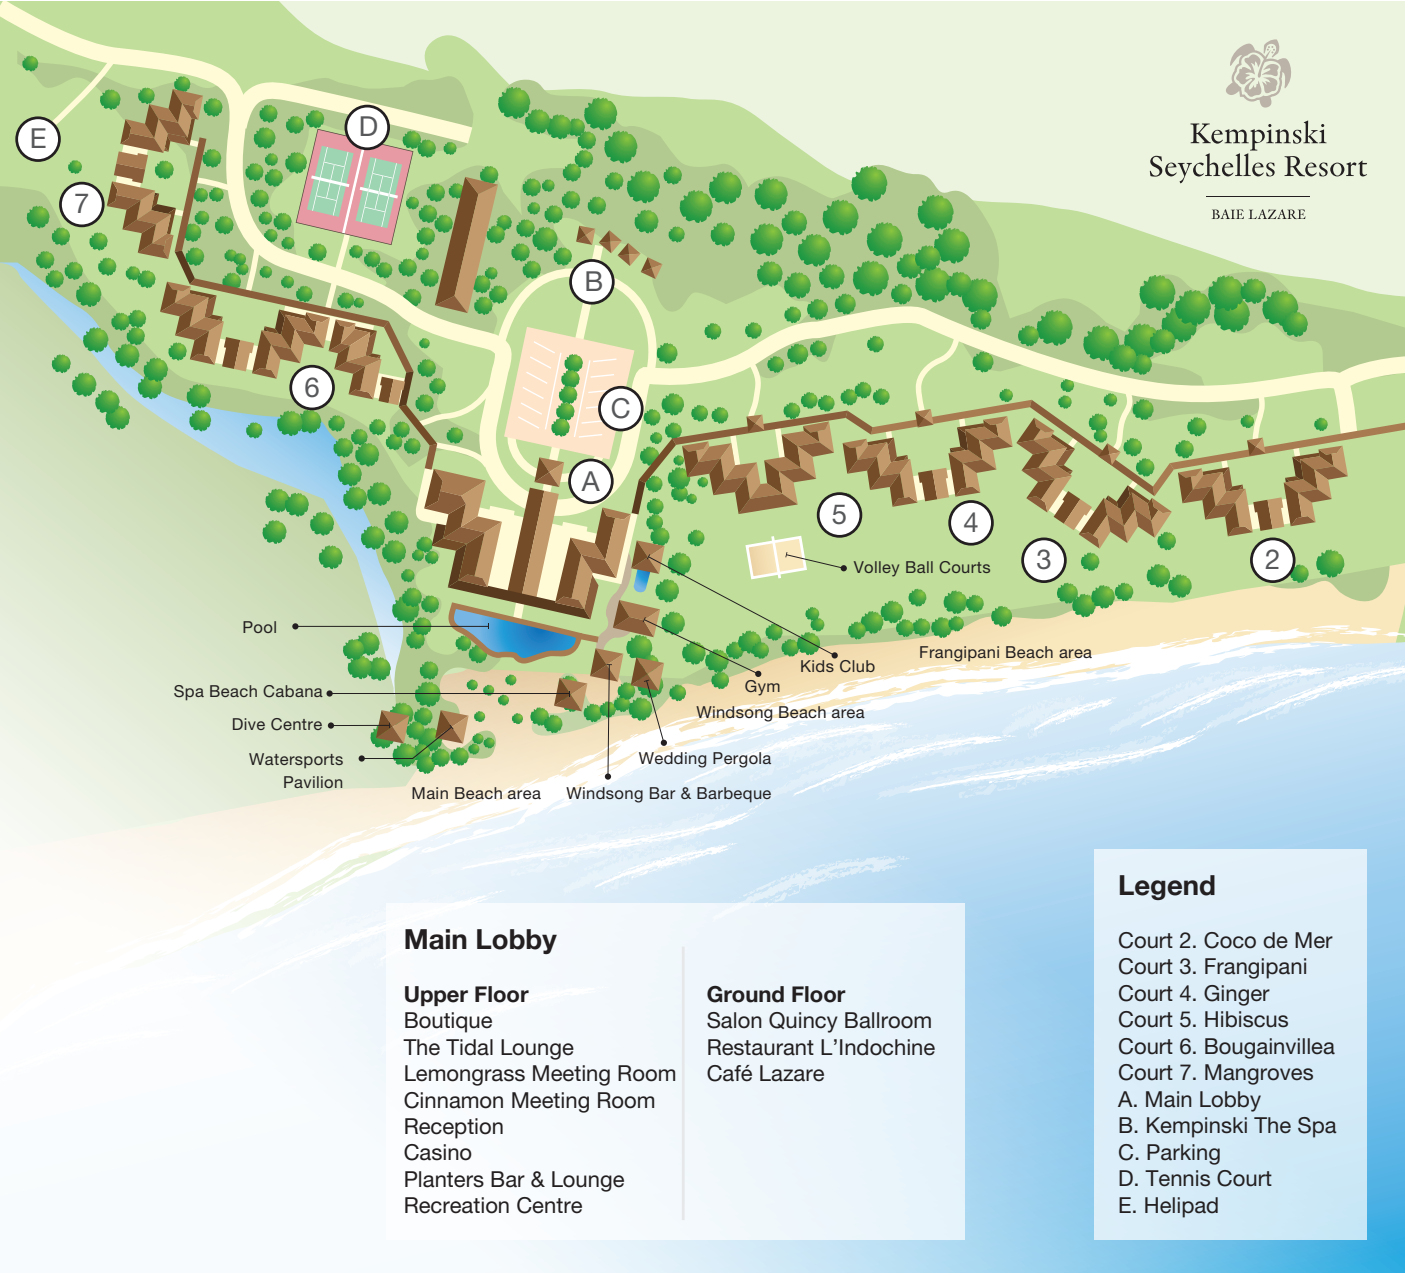 Kempinski
Seychelles Resort
BAIE LAZARE
E
D
7
B
6
C
A
5
4
3
2
Volley Ball Courts
Pool
Kids Club
Frangipani Beach area
Gym
Spa Beach Cabana
Windsong Beach area
Dive Centre
Watersports
Pavilion
Wedding Pergola
Main Beach area
Windsong Bar & Barbeque
Main Lobby
Upper Floor
Boutique
The Tidal Lounge
Lemongrass Meeting Room
Cinnamon Meeting Room
Reception
Casino
Planters Bar & Lounge
Recreation Centre
Ground Floor
Salon Quincy Ballroom
Restaurant L’Indochine
Café Lazare
Legend
Court 2. Coco de Mer
Court 3. Frangipani
Court 4. Ginger
Court 5. Hibiscus
Court 6. Bougainvillea
Court 7. Mangroves
A. Main Lobby
B. Kempinski The Spa
C. Parking
D. Tennis Court
E. Helipad